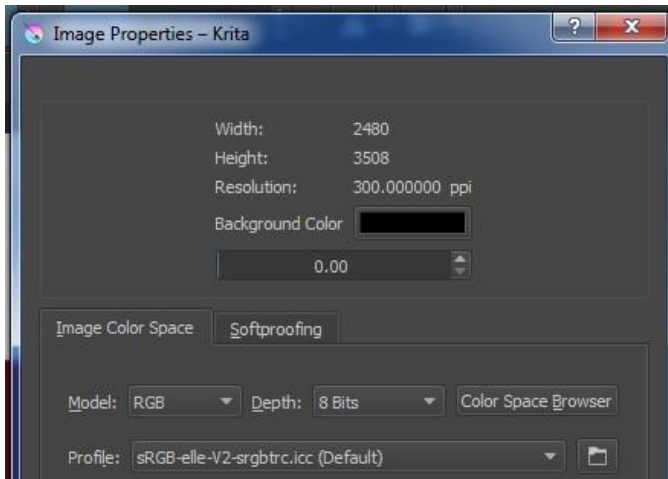 Image Properties – Krita
Width: 2480
Height: 3508
Resolution: 300.000000 ppi
Background Color
0.00
Image Color Space Softproofing
Model: RGB Depth: 8 Bits Color Space Browser
Profile: sRGB-elle-V2-srgbtrc.icc (Default)